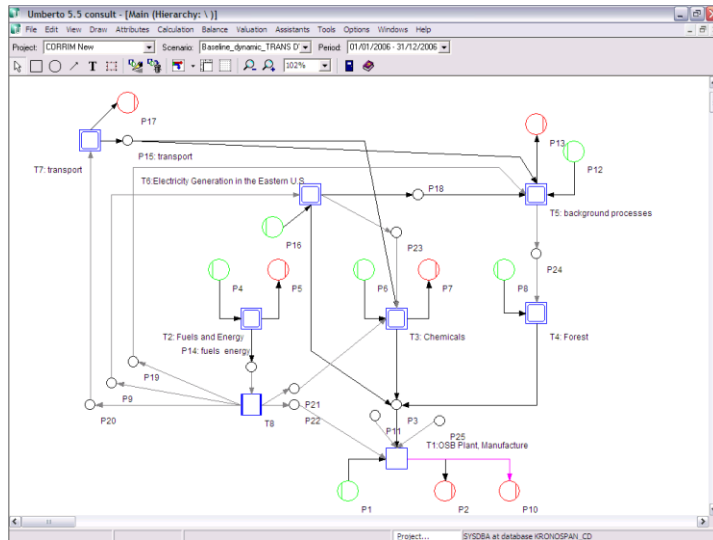 Umberto 5.5 consult - [Main (Hierarchy: \ )]
File Edit View Draw Attributes Calculation Balance Valuation Assistants Tools Options Windows Help
Project: CORRIM New Scenario: Baseline_dynamic_TRANS D Period: 01/01/2006 - 31/12/2006
T 102%
P17
P13
P15: transport
P12
T7: transport
T6:Electricity Generation in the Eastern U.S.
P18
T5: background processes
P16
P23
P24
P4
P5
P6
P7
P8
T2: Fuels and Energy
T3: Chemicals
T4: Forest
P14: fuels energy
P19
P9
P21
P20
T8
P22
P11
P3
P25
T1:OSB Plant, Manufacture
P1
P2
P10
Project... SYSDBA at database KRONOSPAN_CD